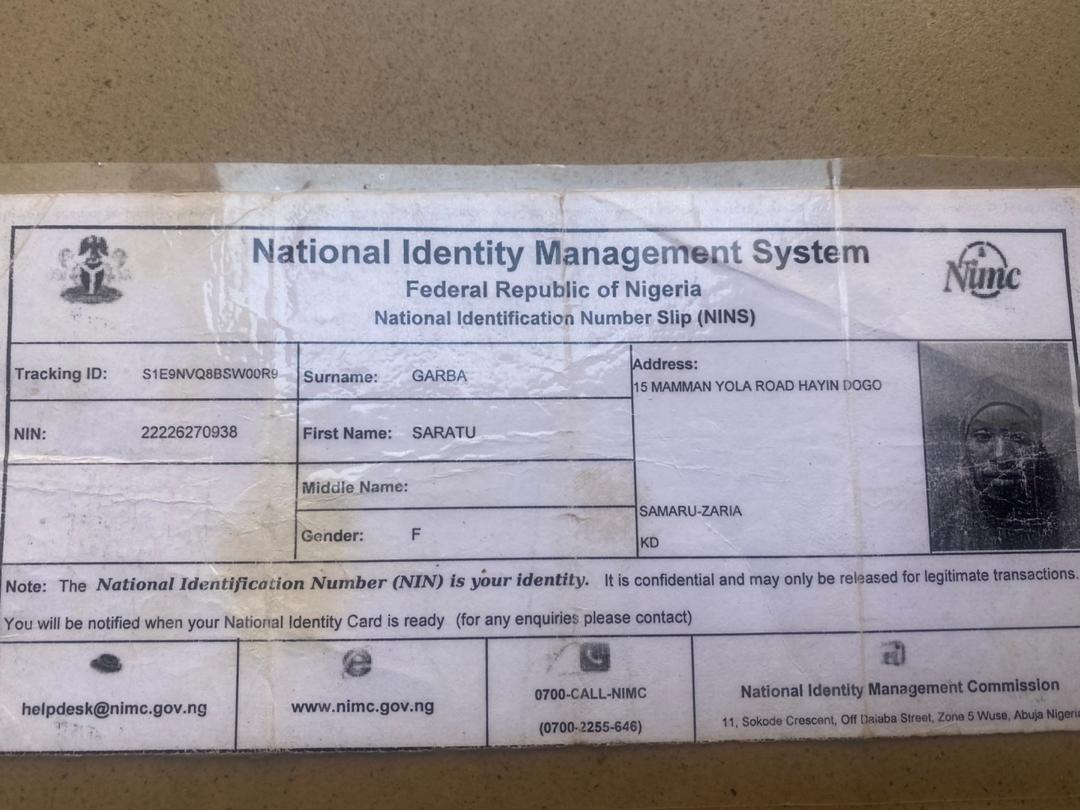 National Identity Management System
Federal Republic of Nigeria
National Identification Number Slip (NINS)
Nimc
Tracking ID: S1E9NVQ8BSW00R9
Surname: GARBA
Address:
15 MAMMAN YOLA ROAD HAYIN DOGO
NIN: 22226270938
First Name: SARATU
Middle Name:
SAMARU-ZARIA
Gender: F
KD
Note: The National Identification Number (NIN) is your identity. It is confidential and may only be released for legitimate transactions.
You will be notified when your National Identity Card is ready (for any enquiries please contact)
helpdesk@nimc.gov.ng
www.nimc.gov.ng
0700-CALL-NIMC
(0700-2255-646)
National Identity Management Commission
11, Sokode Crescent, Off Dalaba Street, Zone 5 Wuse, Abuja Nigeria